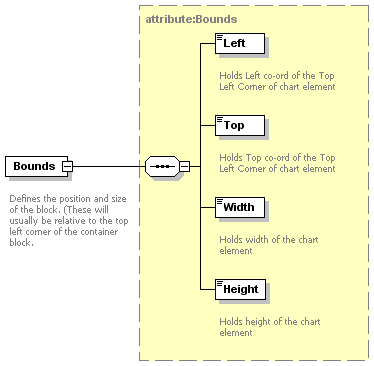 attribute:Bounds
Left
Holds Left co-ord of the Top
Left Corner of chart element
Top
Holds Top co-ord of the Top
Left Corner of chart element
Bounds
Defines the position and size
of the block. (These will
usually be relative to the top
left corner of the container
block.
Width
Holds width of the chart
element
Height
Holds height of the chart
element